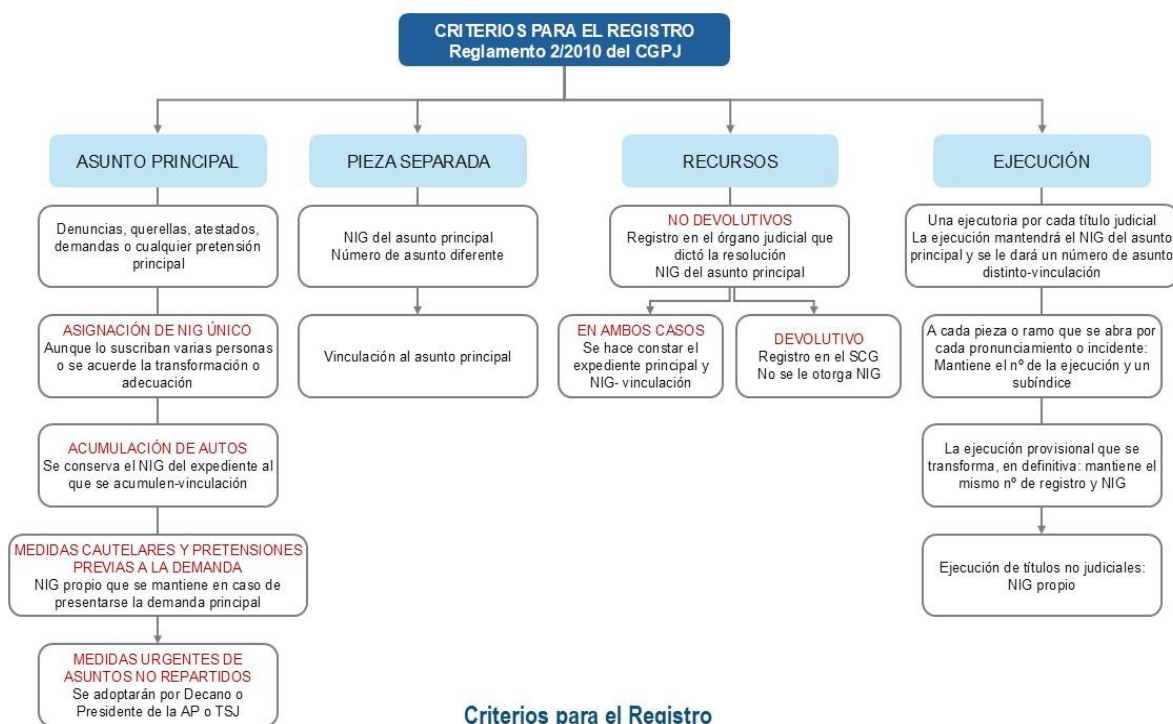 CRITERIOS PARA EL REGISTRO
Reglamento 2/2010 del CGPJ
ASUNTO PRINCIPAL
Denuncias, querellas, atestados,
demandas o cualquier pretensión
principal
ASIGNACIÓN DE NIG ÚNICO
Aunque lo suscriban varias personas
o se acuerde la transformación o
adecuación
ACUMULACIÓN DE AUTOS
Se conserva el NIG del expediente al
que se acumulen-vinculación
MEDIDAS CAUTELARES Y PRETENSIONES
PREVIAS A LA DEMANDA
NIG propio que se mantiene en caso de
presentarse la demanda principal
MEDIDAS URGENTES DE
ASUNTOS NO REPARTIDOS
Se adoptarán por Decano o
Presidente de la AP o TSJ
PIEZA SEPARADA
NIG del asunto principal
Número de asunto diferente
Vinculación al asunto principal
RECURSOS
NO DEVOLUTIVOS
Registro en el órgano judicial que
dictó la resolución
NIG del asunto principal
EN AMBOS CASOS
Se hace constar el
expediente principal y
NIG- vinculación
DEVOLUTIVO
Registro en el SCG
No se le otorga NIG
EJECUCIÓN
Una ejecutoria por cada título judicial
La ejecución mantendrá el NIG del asunto
principal y se le dará un número de asunto
distinto-vinculación
A cada pieza o ramo que se abra por
cada pronunciamiento o incidente:
Mantiene el nº de la ejecución y un
subíndice
La ejecución provisional que se
transforma, en definitiva: mantiene el
mismo nº de registro y NIG
Ejecución de títulos no judiciales:
NIG propio
Criterios para el Registro